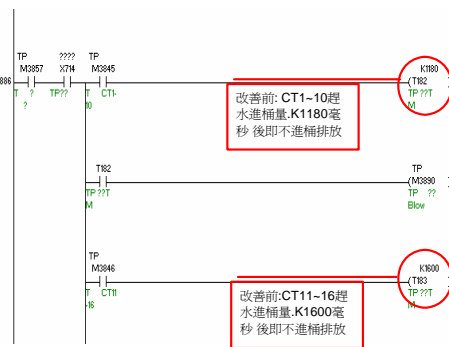 TP ???? TP
M3857 X714 M3845 K1180
886 (T182
T ? TP?? T CT1- TP ??T
? 10 M
改善前: CT1~10趕
水進桶量.K1180毫
秒 後即不進桶排放
T182 TP
(M3890
TP ??T TP ??
M Blow
TP
M3846 K1600
(T183
T CT11 TP ??T
-16 M
改善前:CT11~16趕
水進桶量.K1600毫
秒 後即不進桶排放